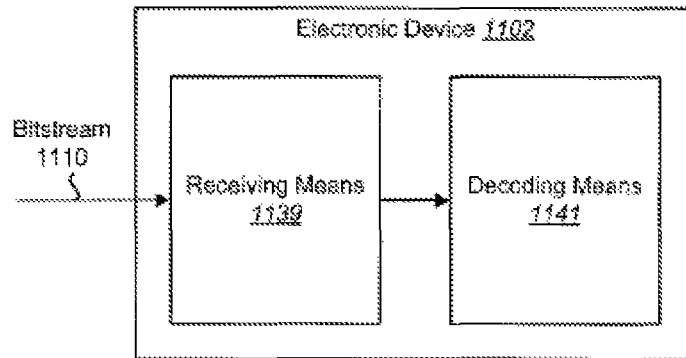 Electronic Device 1102
Bitstream
1110
Receiving Means
1139
Decoding Means
1141